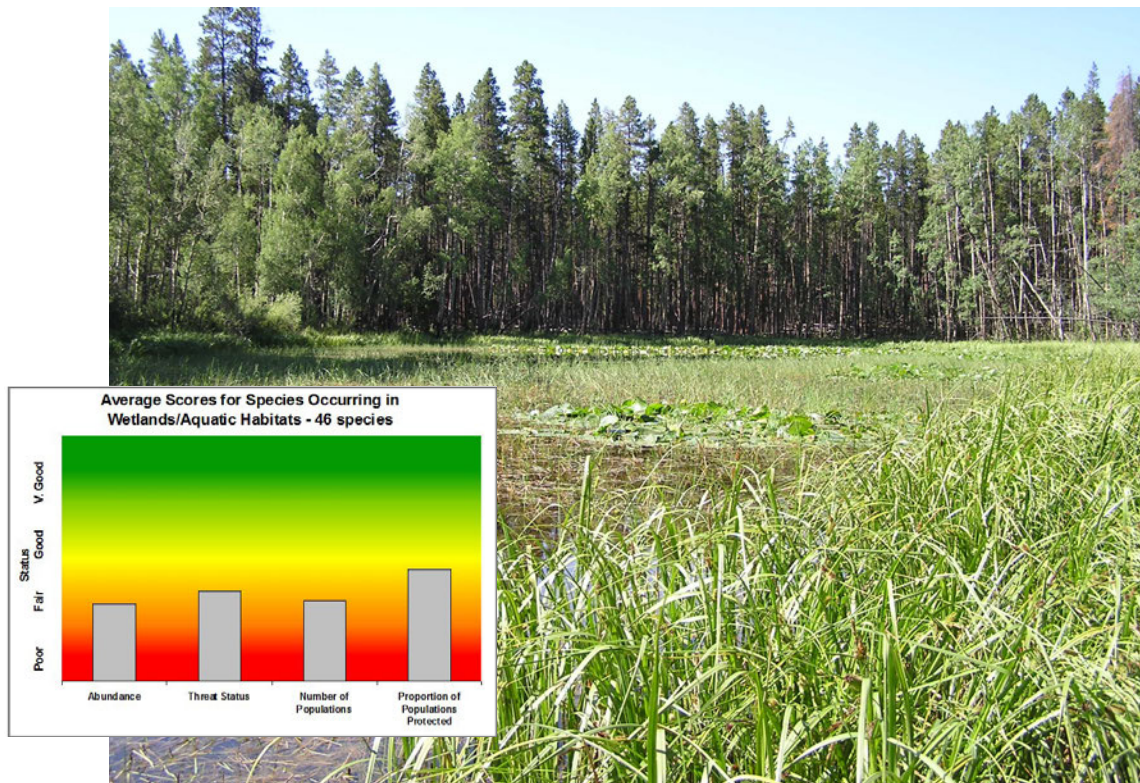 Average Scores for Species Occurring in
Wetlands/Aquatic Habitats - 46 species
Status
V. Good
Good
Fair
Poor
Abundance
Threat Status
Number of
Populations
Proportion of
Populations
Protected